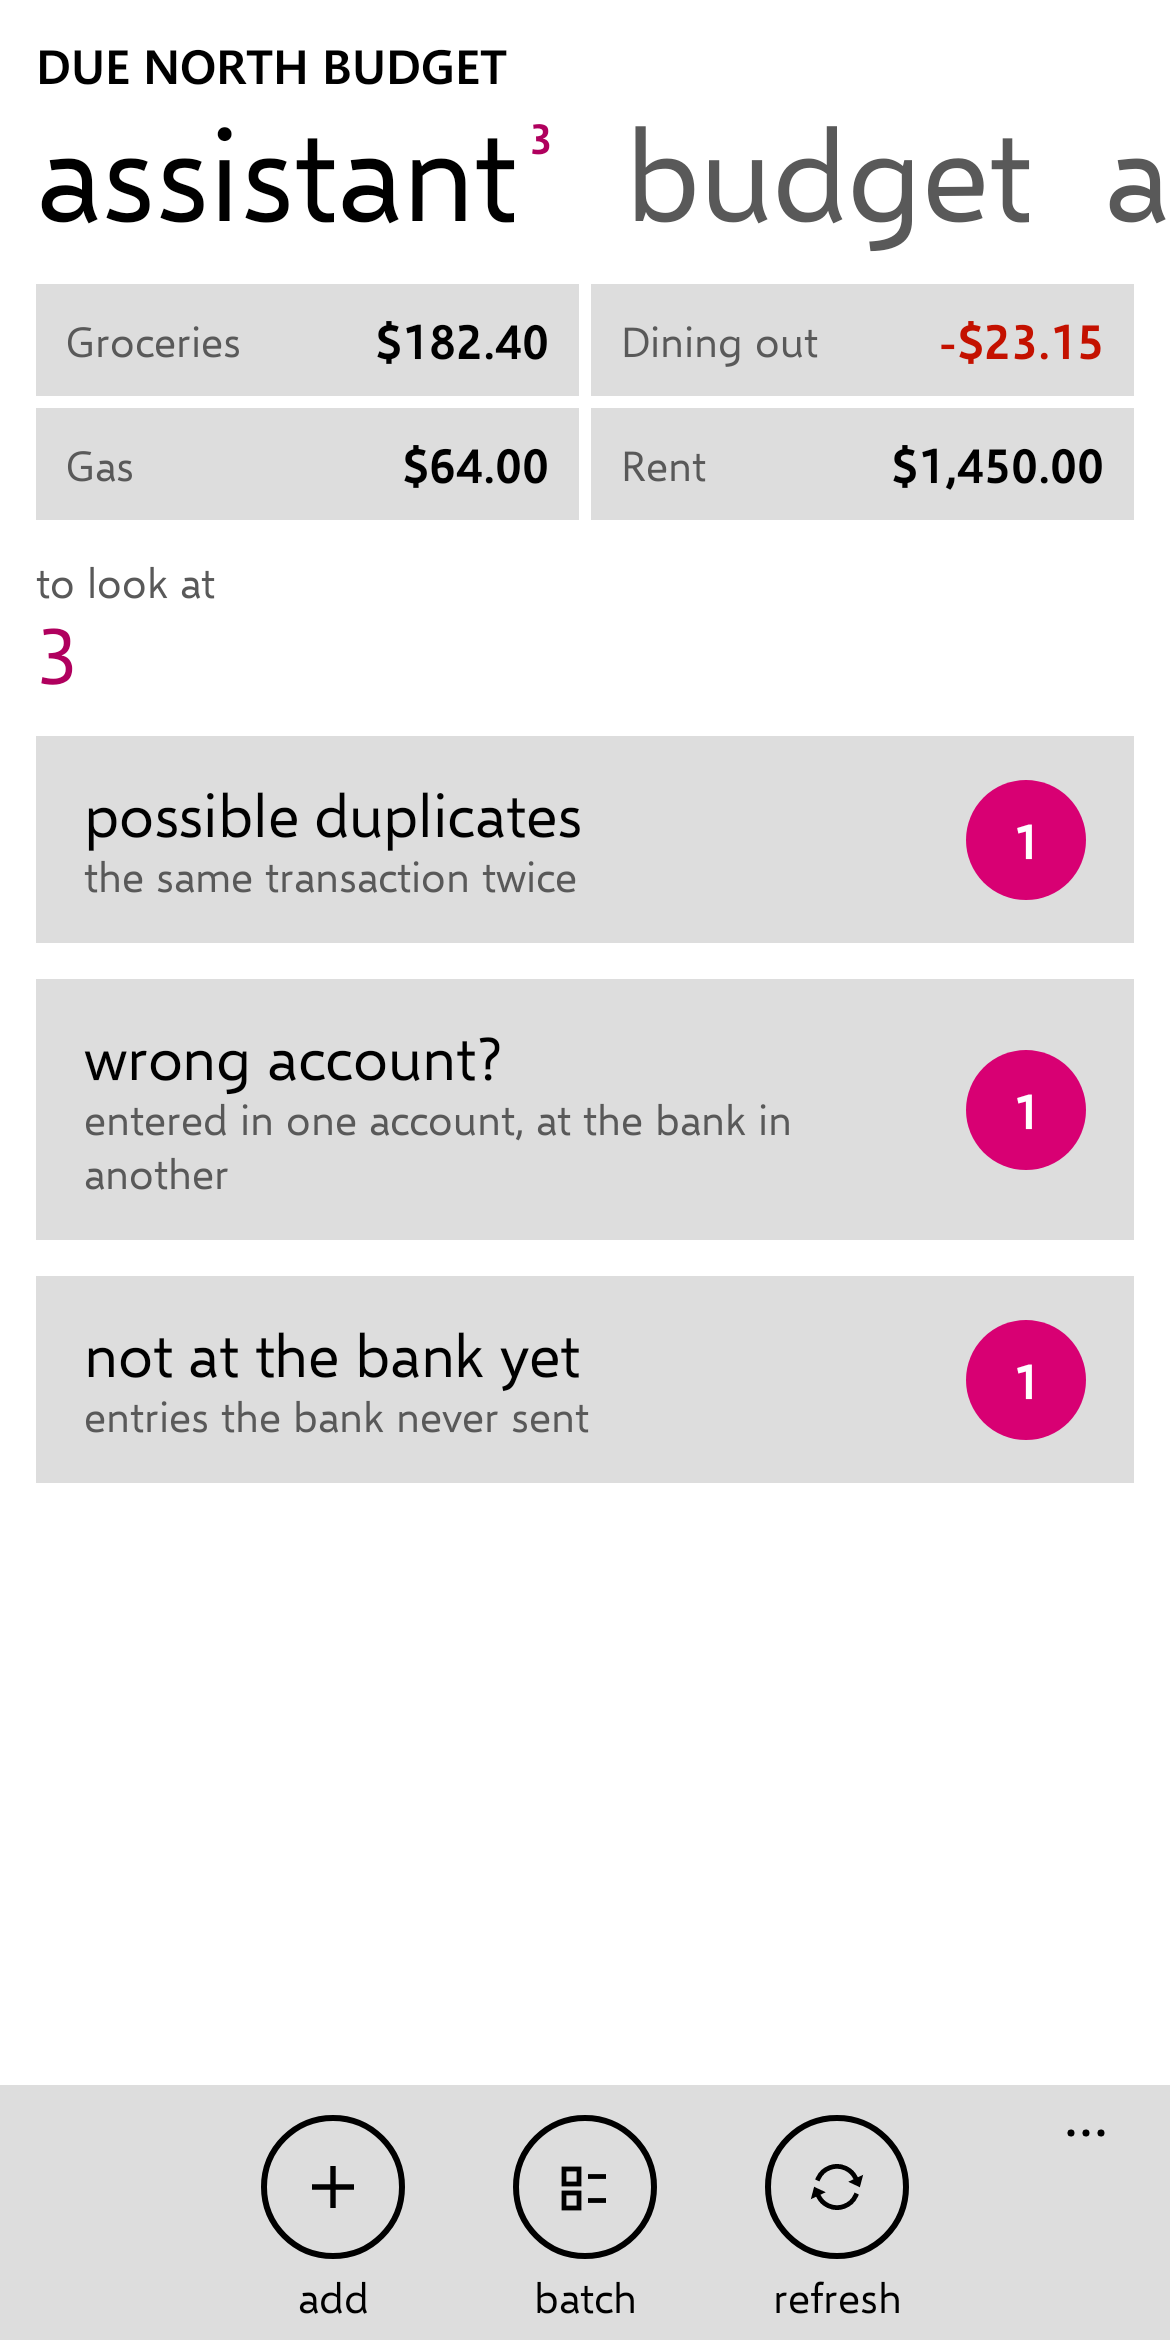 DUE NORTH BUDGET
assistant 3 budget a
Groceries $182.40 Dining out -$23.15
Gas $64.00 Rent $1,450.00
to look at
3
possible duplicates
the same transaction twice
1
wrong account?
entered in one account, at the bank in
another
1
not at the bank yet
entries the bank never sent
1
...
add batch refresh